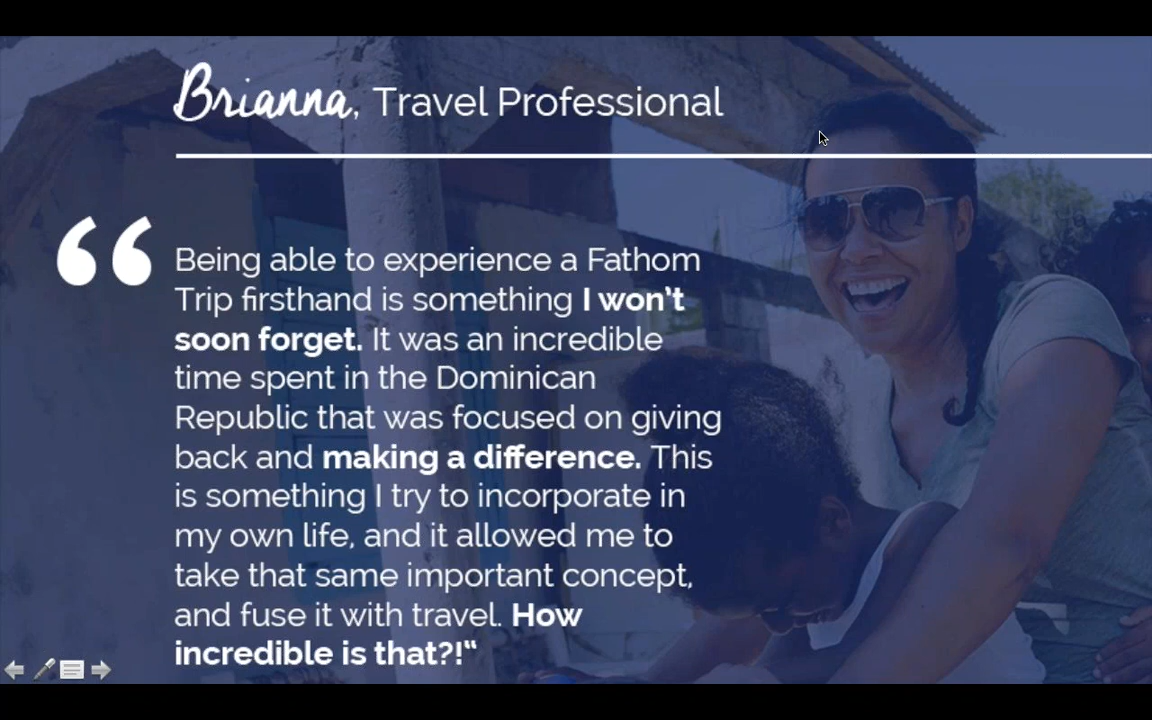 Brianna, Travel Professional
“
Being able to experience a Fathom
Trip firsthand is something I won’t
soon forget. It was an incredible
time spent in the Dominican
Republic that was focused on giving
back and making a difference. This
is something I try to incorporate in
my own life, and it allowed me to
take that same important concept,
and fuse it with travel. How
incredible is that?!“